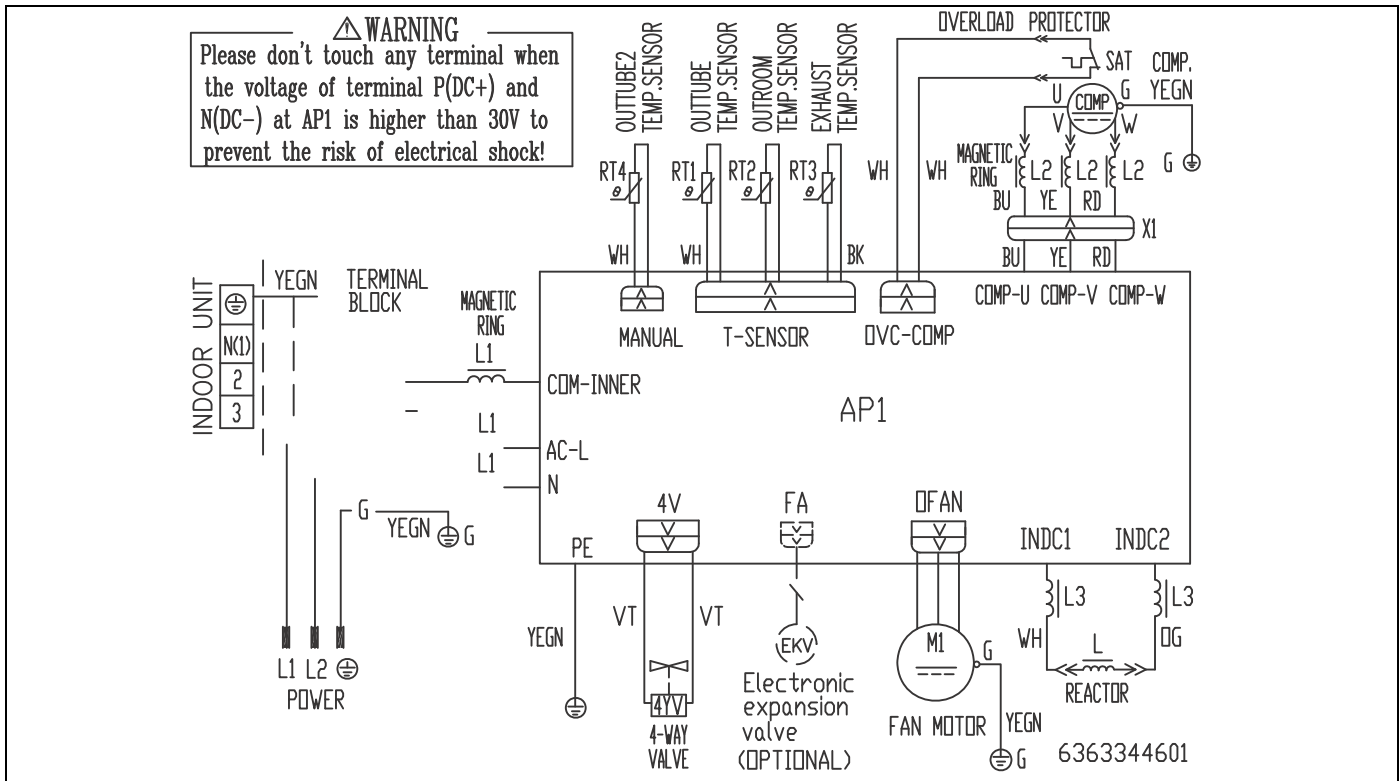 WARNING
Please don't touch any terminal when
the voltage of terminal P(DC+) and
N(DC-) at AP1 is higher than 30V to
prevent the risk of electrical shock!
OUTTUBE2
TEMP.SENSOR
OUTTUBE
TEMP.SENSOR
OUTROOM
TEMP.SENSOR
EXHAUST
TEMP.SENSOR
OVERLOAD PROTECTOR
SAT
COMP.
U
COMP
G
YEGN
V
W
RT4
θ
RT1
θ
RT2
θ
RT3
θ
WH
WH
MAGNETIC
RING
L2
L2
L2
G
BU
YE
RD
X1
WH
WH
BK
BU
YE
RD
COMP-U
COMP-V
COMP-W
MANUAL
T-SENSOR
OVC-COMP
INDOOR UNIT
N(1)
2
3
YEGN
TERMINAL
BLOCK
MAGNETIC
RING
L1
COM-INNER
L1
AC-L
L1
N
AP1
G
YEGN
G
PE
4V
FA
OFAN
INDC1
INDC2
YEGN
VT
VT
L3
L3
WH
OG
L
REACTOR
EKV
Electronic
expansion
valve
(OPTIONAL)
M1
G
YEGN
G
FAN MOTOR
4YV
4-WAY
VALVE
L1
L2
POWER
6363344601